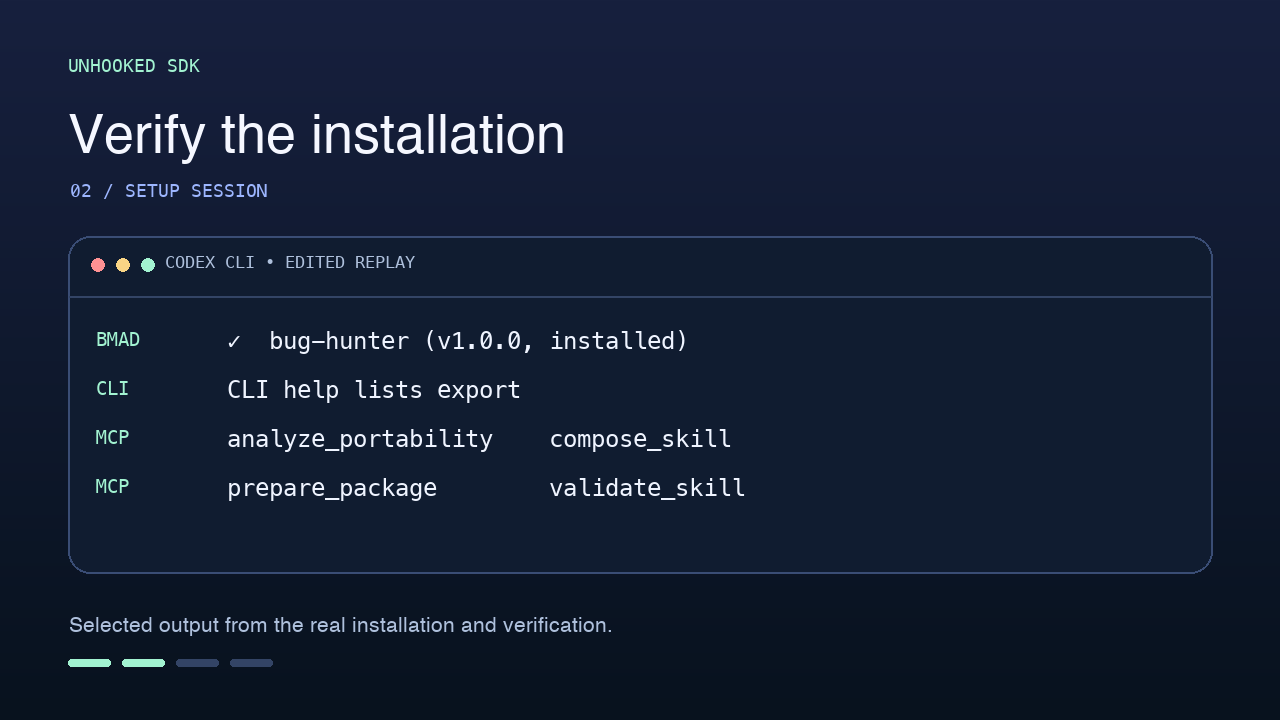 UNHOOKED SDK
Verify the installation
02 / SETUP SESSION
CODEX CLI • EDITED REPLAY
BMAD ✓ bug–hunter (v1.0.0, installed)
CLI CLI help lists export
MCP analyze_portability compose_skill
MCP prepare_package validate_skill
Selected output from the real installation and verification.